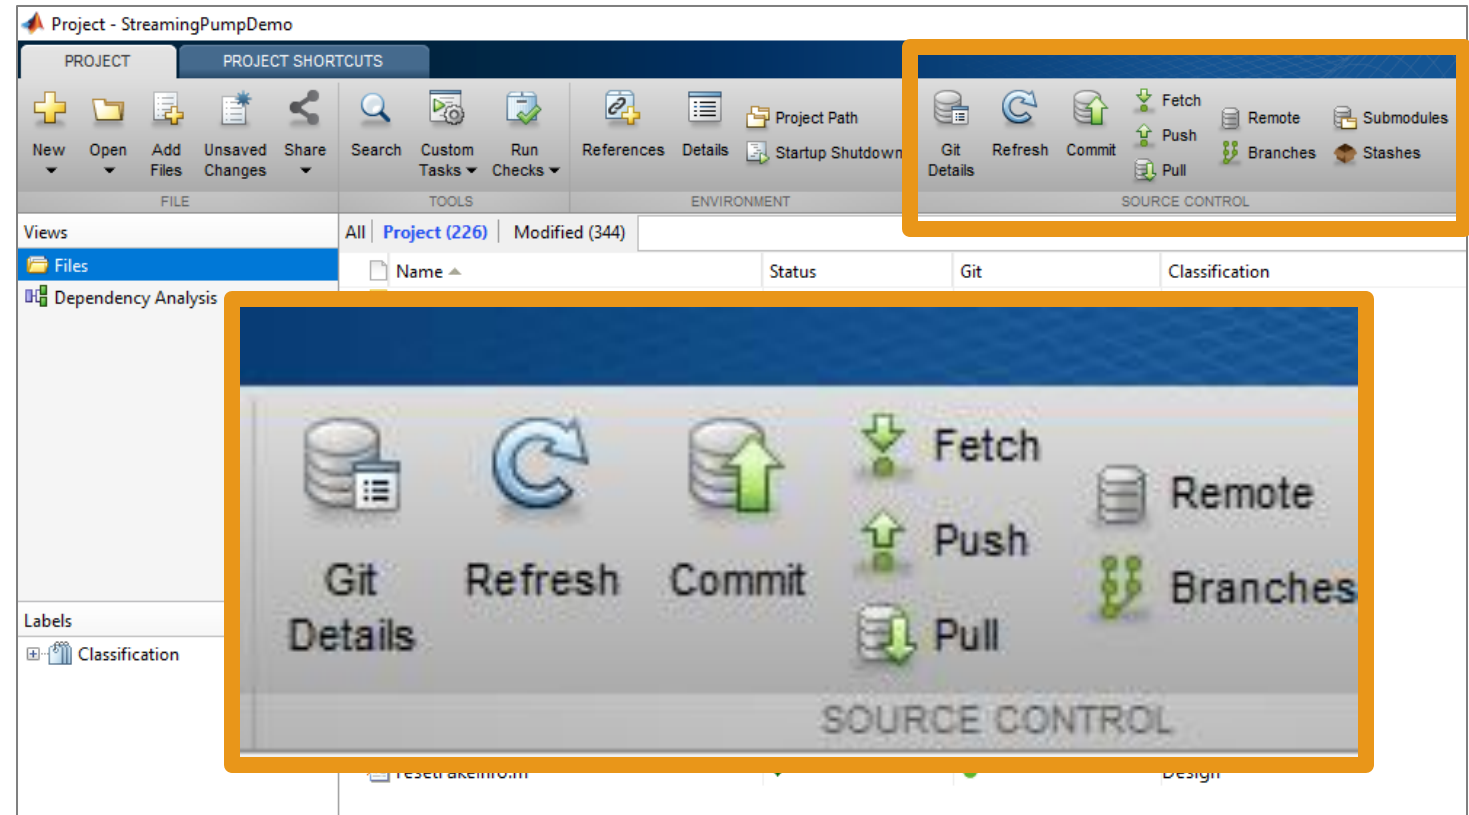 Project - StreamingPumpDemo
PROJECT PROJECT SHORTCUTS
New Open Add Files Unsaved Changes Share
FILE
Search Custom Tasks Run Checks
TOOLS
References Details Project Path Startup Shutdown
ENVIRONMENT
Git Details Refresh Commit Fetch Push Pull Remote Branches Submodules Stashes
SOURCE CONTROL
Views
Files
Dependency Analysis
All Project (226) Modified (344)
Name Status Git Classification
Git Details
Refresh
Commit
Fetch
Push
Pull
Remote
Branches
SOURCE CONTROL
Labels
Classification
Design